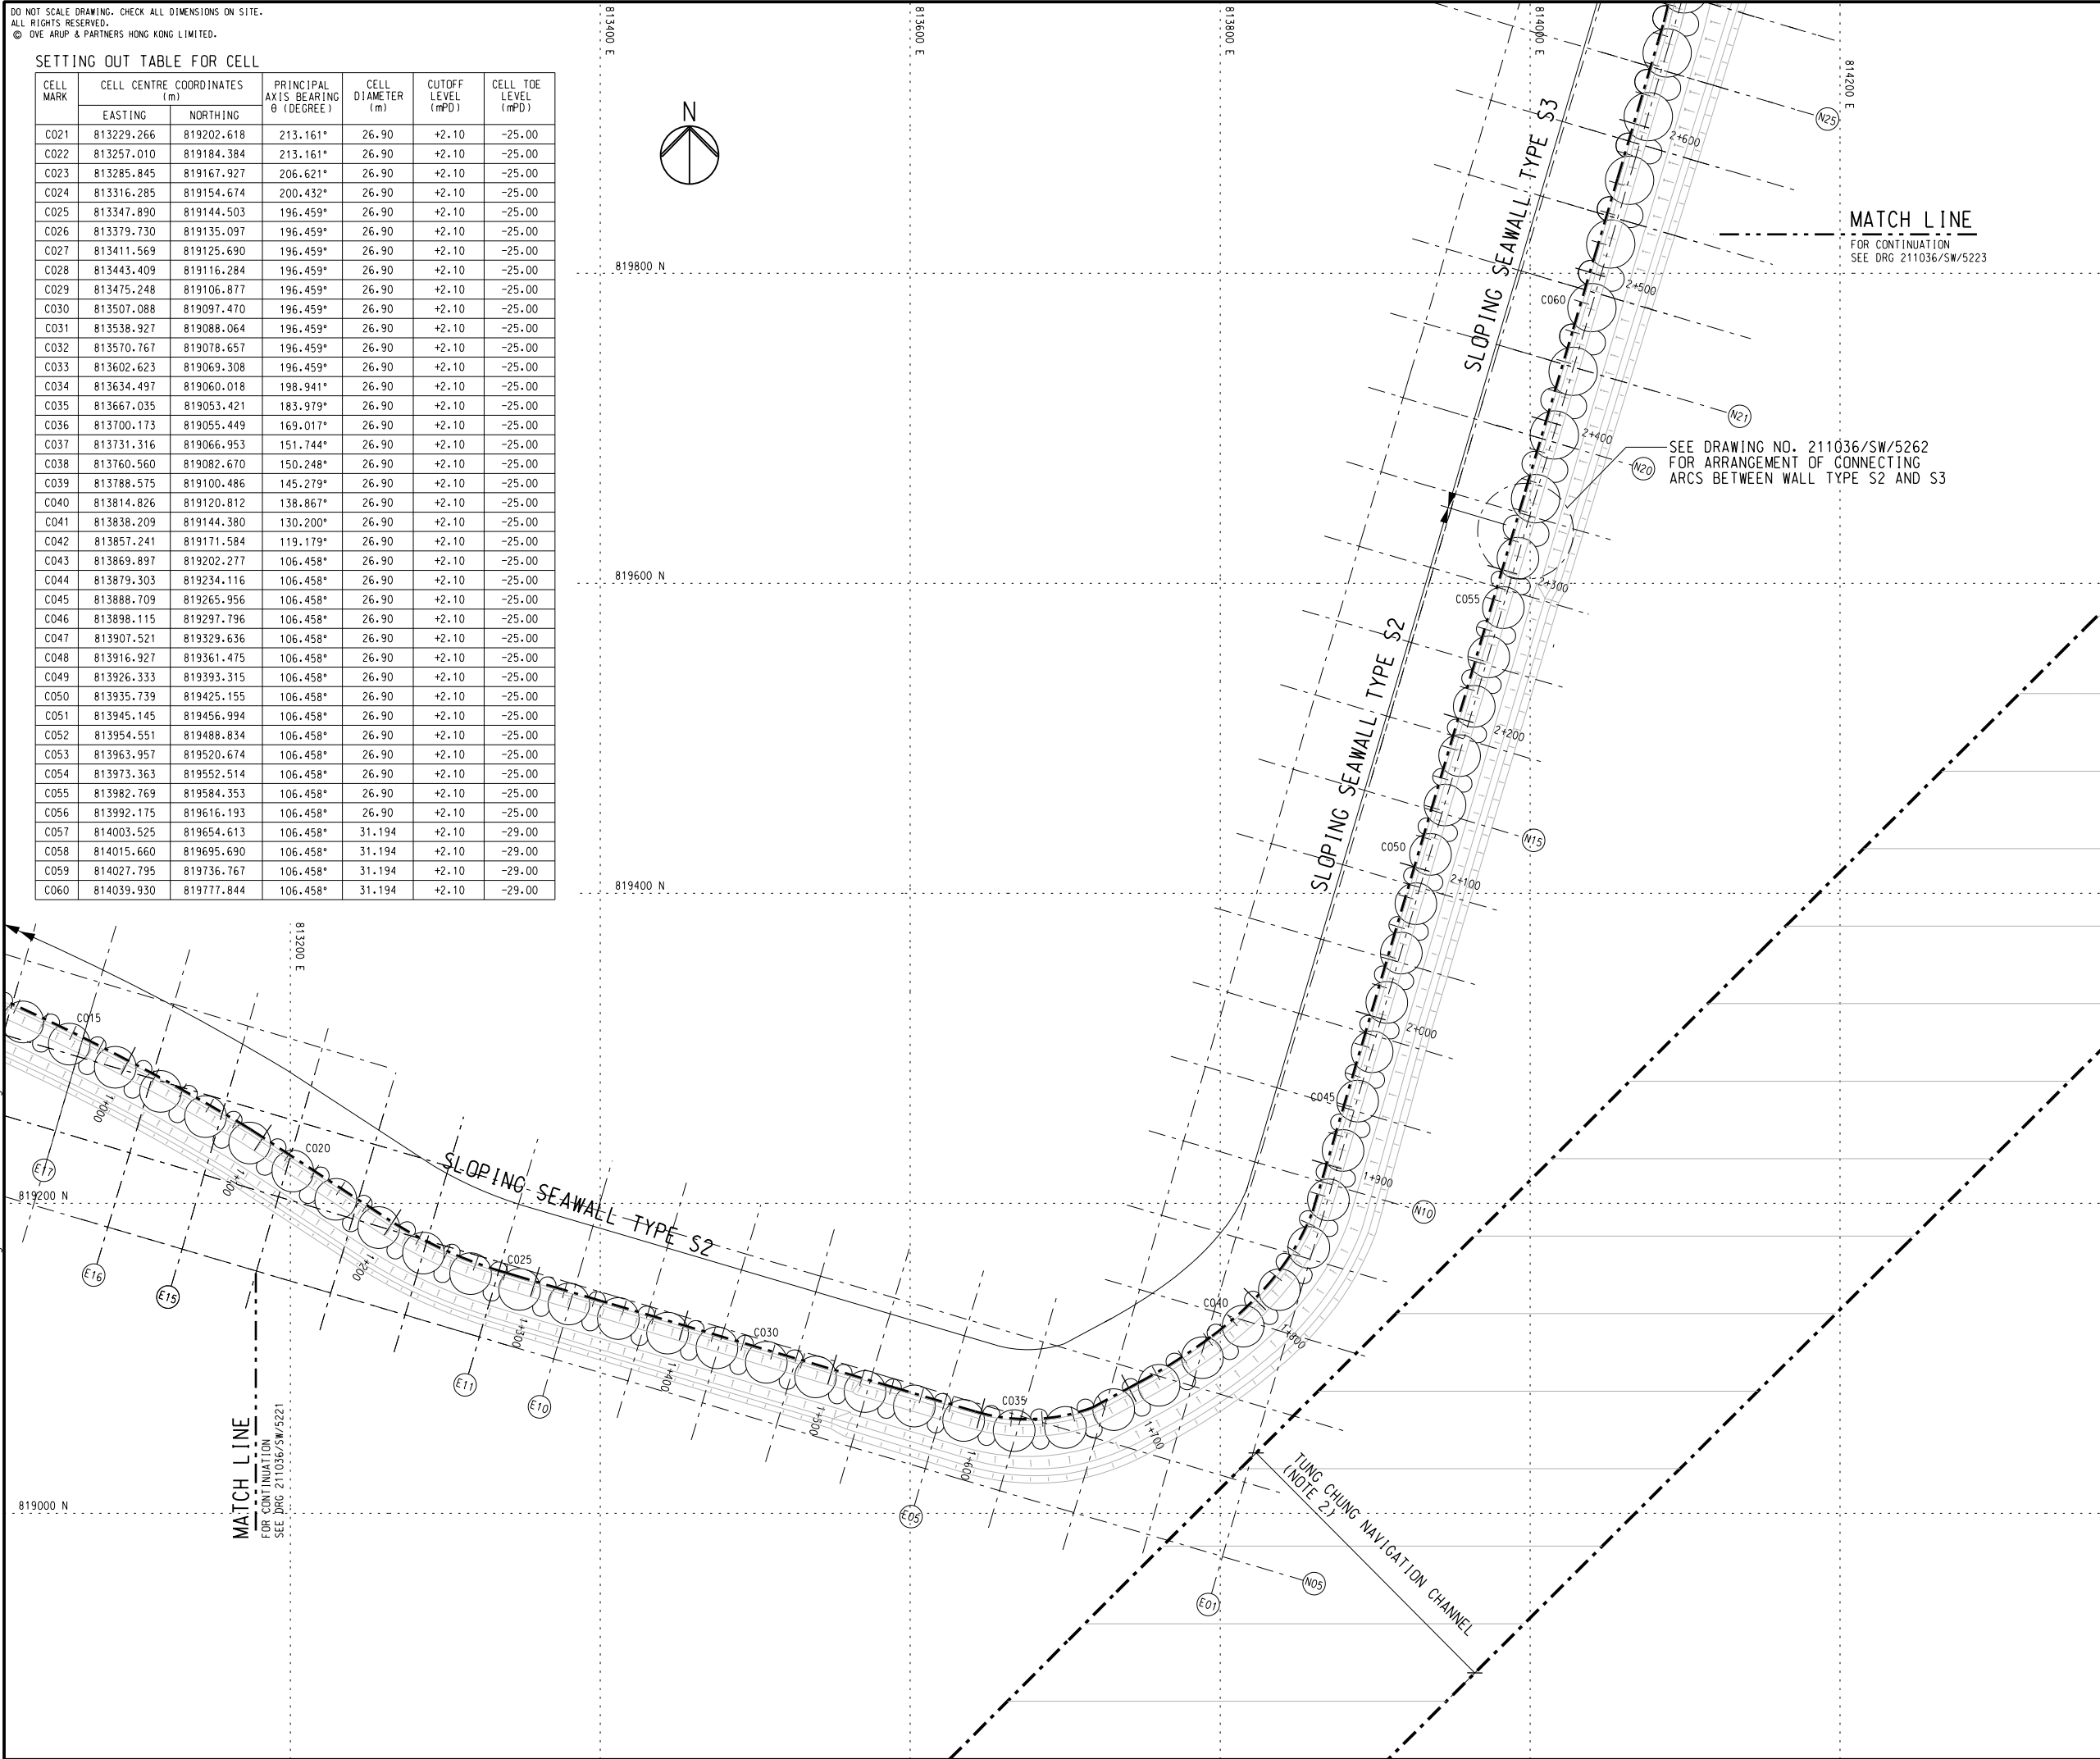 DO NOT SCALE DRAWING. CHECK ALL DIMENSIONS ON SITE.
ALL RIGHTS RESERVED.
© OVE ARUP & PARTNERS HONG KONG LIMITED.
SETTING OUT TABLE FOR CELL
CELL MARK | CELL CENTRE COORDINATES (m) | PRINCIPAL AXIS BEARING θ (DEGREE) | CELL DIAMETER (m) | CUTOFF LEVEL (mPD) | CELL TOE LEVEL (mPD)
EASTING | NORTHING
C021 813229.266 819202.618 213.161° 26.90 +2.10 -25.00
C022 813257.010 819184.384 213.161° 26.90 +2.10 -25.00
C023 813285.845 819167.927 206.621° 26.90 +2.10 -25.00
C024 813316.285 819154.674 200.432° 26.90 +2.10 -25.00
C025 813347.890 819144.503 196.459° 26.90 +2.10 -25.00
C026 813379.730 819135.097 196.459° 26.90 +2.10 -25.00
C027 813411.569 819125.690 196.459° 26.90 +2.10 -25.00
C028 813443.409 819116.284 196.459° 26.90 +2.10 -25.00
C029 813475.248 819106.877 196.459° 26.90 +2.10 -25.00
C030 813507.088 819097.470 196.459° 26.90 +2.10 -25.00
C031 813538.927 819088.064 196.459° 26.90 +2.10 -25.00
C032 813570.767 819078.657 196.459° 26.90 +2.10 -25.00
C033 813602.623 819069.308 196.459° 26.90 +2.10 -25.00
C034 813634.497 819060.018 198.941° 26.90 +2.10 -25.00
C035 813667.035 819053.421 183.979° 26.90 +2.10 -25.00
C036 813700.173 819055.449 169.017° 26.90 +2.10 -25.00
C037 813731.316 819066.953 151.744° 26.90 +2.10 -25.00
C038 813760.560 819082.670 150.248° 26.90 +2.10 -25.00
C039 813788.575 819100.486 145.279° 26.90 +2.10 -25.00
C040 813814.826 819120.812 138.867° 26.90 +2.10 -25.00
C041 813838.209 819144.380 130.200° 26.90 +2.10 -25.00
C042 813857.241 819171.584 119.179° 26.90 +2.10 -25.00
C043 813869.897 819202.277 106.458° 26.90 +2.10 -25.00
C044 813879.303 819234.116 106.458° 26.90 +2.10 -25.00
C045 813888.709 819265.956 106.458° 26.90 +2.10 -25.00
C046 813898.115 819297.796 106.458° 26.90 +2.10 -25.00
C047 813907.521 819329.636 106.458° 26.90 +2.10 -25.00
C048 813916.927 819361.475 106.458° 26.90 +2.10 -25.00
C049 813926.333 819393.315 106.458° 26.90 +2.10 -25.00
C050 813935.739 819425.155 106.458° 26.90 +2.10 -25.00
C051 813945.145 819456.994 106.458° 26.90 +2.10 -25.00
C052 813954.551 819488.834 106.458° 26.90 +2.10 -25.00
C053 813963.957 819520.674 106.458° 26.90 +2.10 -25.00
C054 813973.363 819552.514 106.458° 26.90 +2.10 -25.00
C055 813982.769 819584.353 106.458° 26.90 +2.10 -25.00
C056 813992.175 819616.193 106.458° 26.90 +2.10 -25.00
C057 814003.525 819654.613 106.458° 31.194 +2.10 -29.00
C058 814015.660 819695.690 106.458° 31.194 +2.10 -29.00
C059 814027.795 819736.767 106.458° 31.194 +2.10 -29.00
C060 814039.930 819777.844 106.458° 31.194 +2.10 -29.00
N
813400 E
813600 E
813800 E
814000 E
814200 E
N25
2+600
SLOPING SEAWALL TYPE S3
MATCH LINE
FOR CONTINUATION
SEE DRG 211036/SW/5223
819800 N
2+500
C060
N21
2+400
N20
SEE DRAWING NO. 211036/SW/5262
FOR ARRANGEMENT OF CONNECTING
ARCS BETWEEN WALL TYPE S2 AND S3
819600 N
2+300
C055
SLOPING SEAWALL TYPE S2
2+200
N15
C050
2+100
819400 N
813200 E
C015
2+000
C045
1+000
C020
1+900
E17
1+100
N10
819200 N
SLOPING SEAWALL TYPE S2
1+200
C025
E16
E15
C040
1+300
C030
1+800
E11
1+400
E10
C035
1+500
1+700
1+600
MATCH LINE
FOR CONTINUATION
SEE DRG 211036/SW/5221
819000 N
E05
TUNG CHUNG NAVIGATION CHANNEL
(NOTE 2)
N05
E01